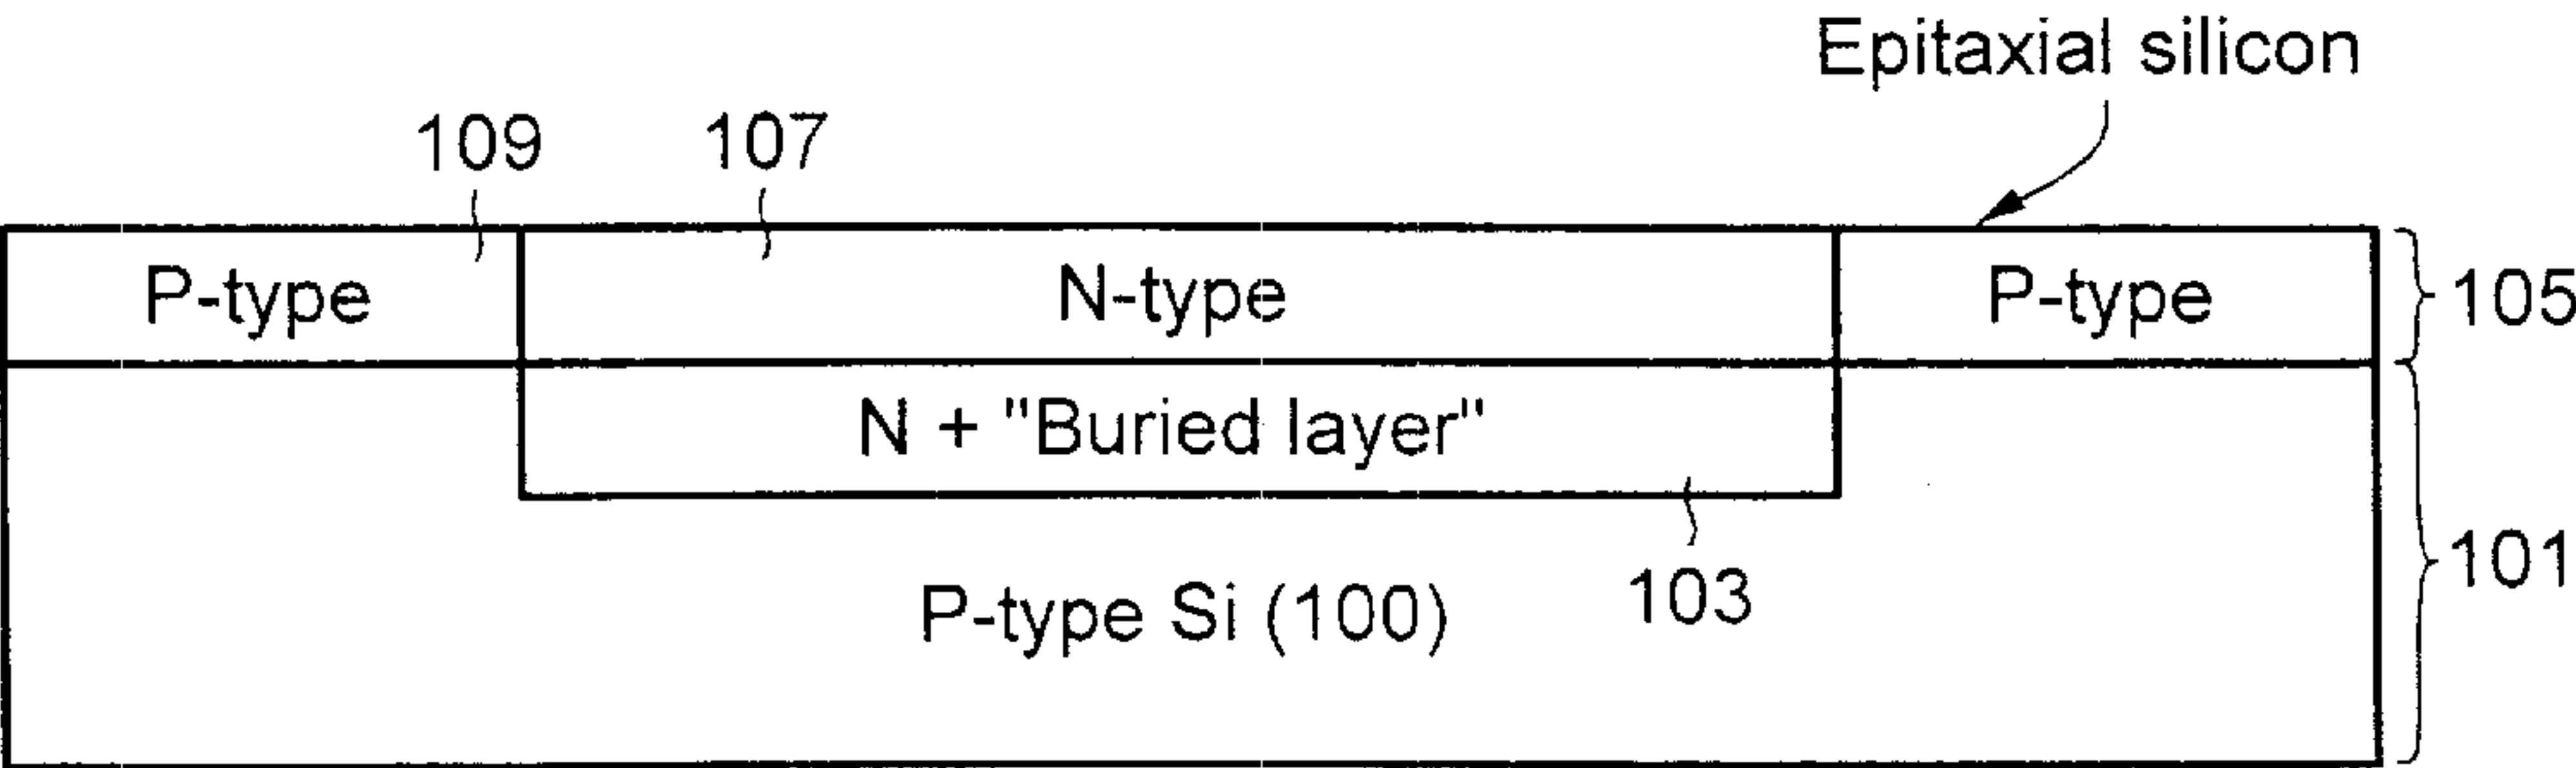 Epitaxial silicon
109
107
P-type
N-type
P-type
105
N + "Buried layer"
103
101
P-type Si (100)